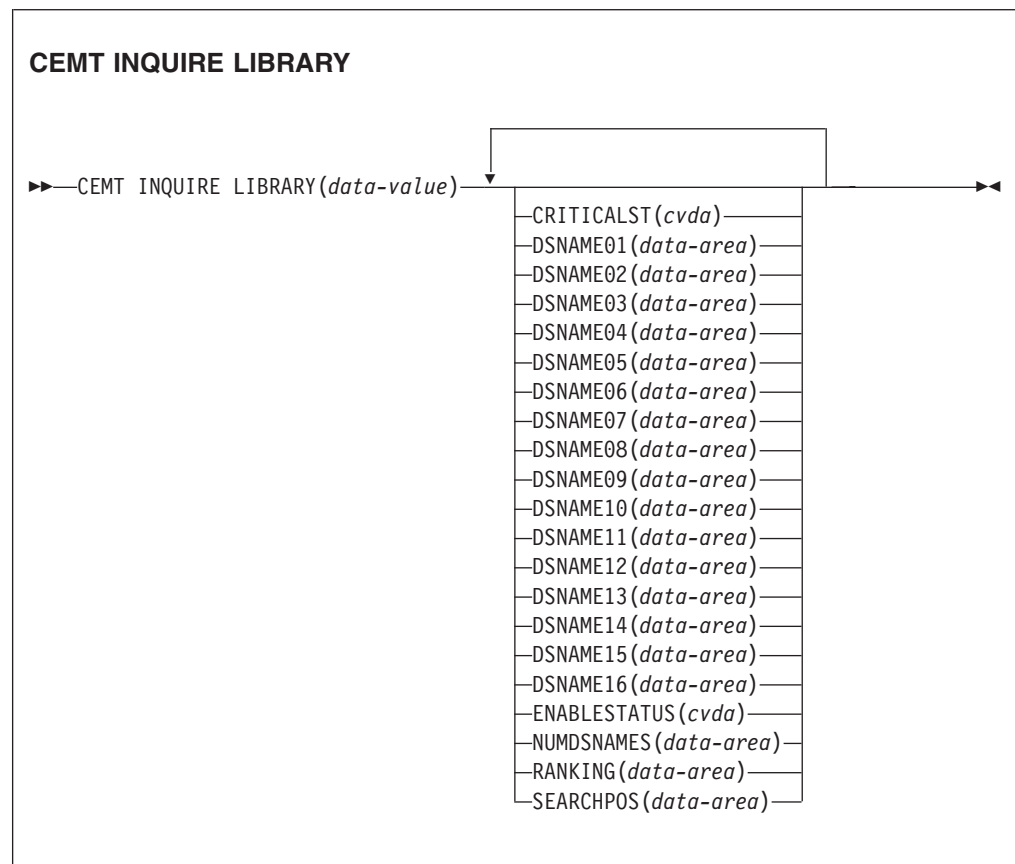 CEMT INQUIRE LIBRARY
CEMT INQUIRE LIBRARY(data-value)
CRITICALST(cvda)
DSNAME01(data-area)
DSNAME02(data-area)
DSNAME03(data-area)
DSNAME04(data-area)
DSNAME05(data-area)
DSNAME06(data-area)
DSNAME07(data-area)
DSNAME08(data-area)
DSNAME09(data-area)
DSNAME10(data-area)
DSNAME11(data-area)
DSNAME12(data-area)
DSNAME13(data-area)
DSNAME14(data-area)
DSNAME15(data-area)
DSNAME16(data-area)
ENABLESTATUS(cvda)
NUMDSNAMES(data-area)
RANKING(data-area)
SEARCHPOS(data-area)